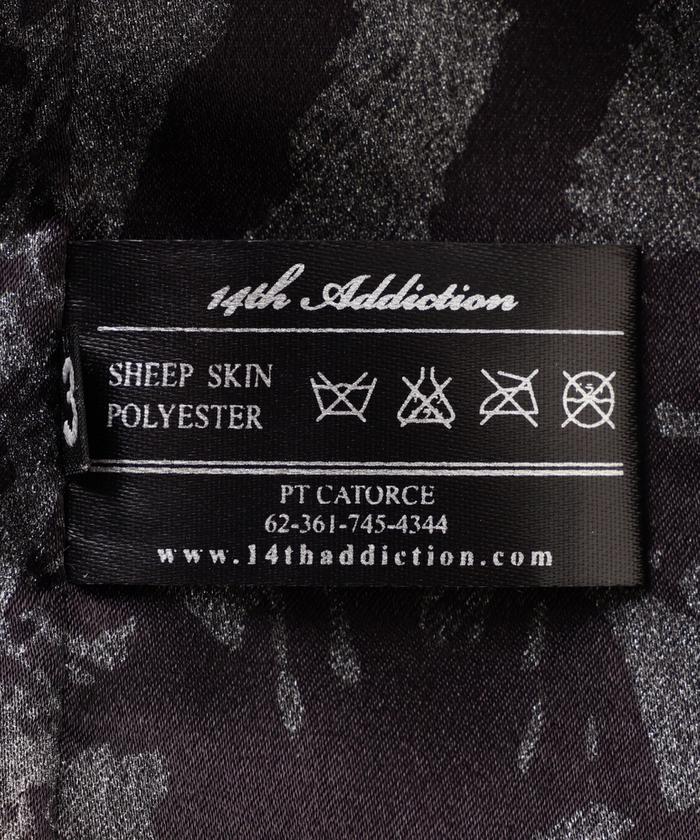 14th Addiction
3
SHEEP SKIN
POLYESTER
PT CATORCE
62-361-745-4344
www.14thaddiction.com